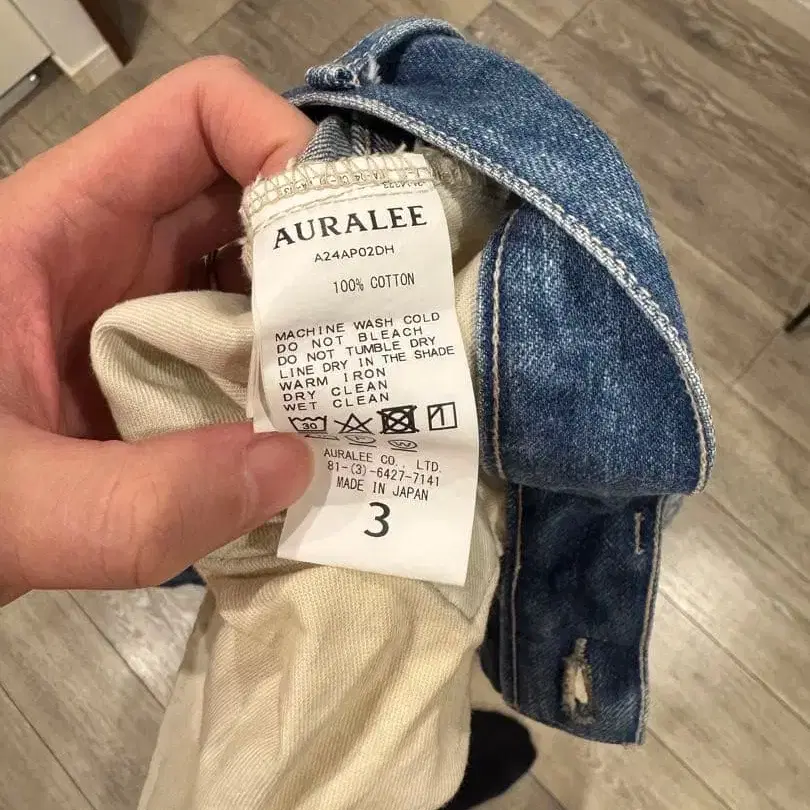 AURALEE
A24AP02DH
100% COTTON
MACHINE WASH COLD
DO NOT BLEACH
DO NOT TUMBLE DRY
LINE DRY IN THE SHADE
WARM IRON
DRY CLEAN
WET CLEAN
30
W
AURALEE CO., LTD.
81-(3)-6427-7141
MADE IN JAPAN
3